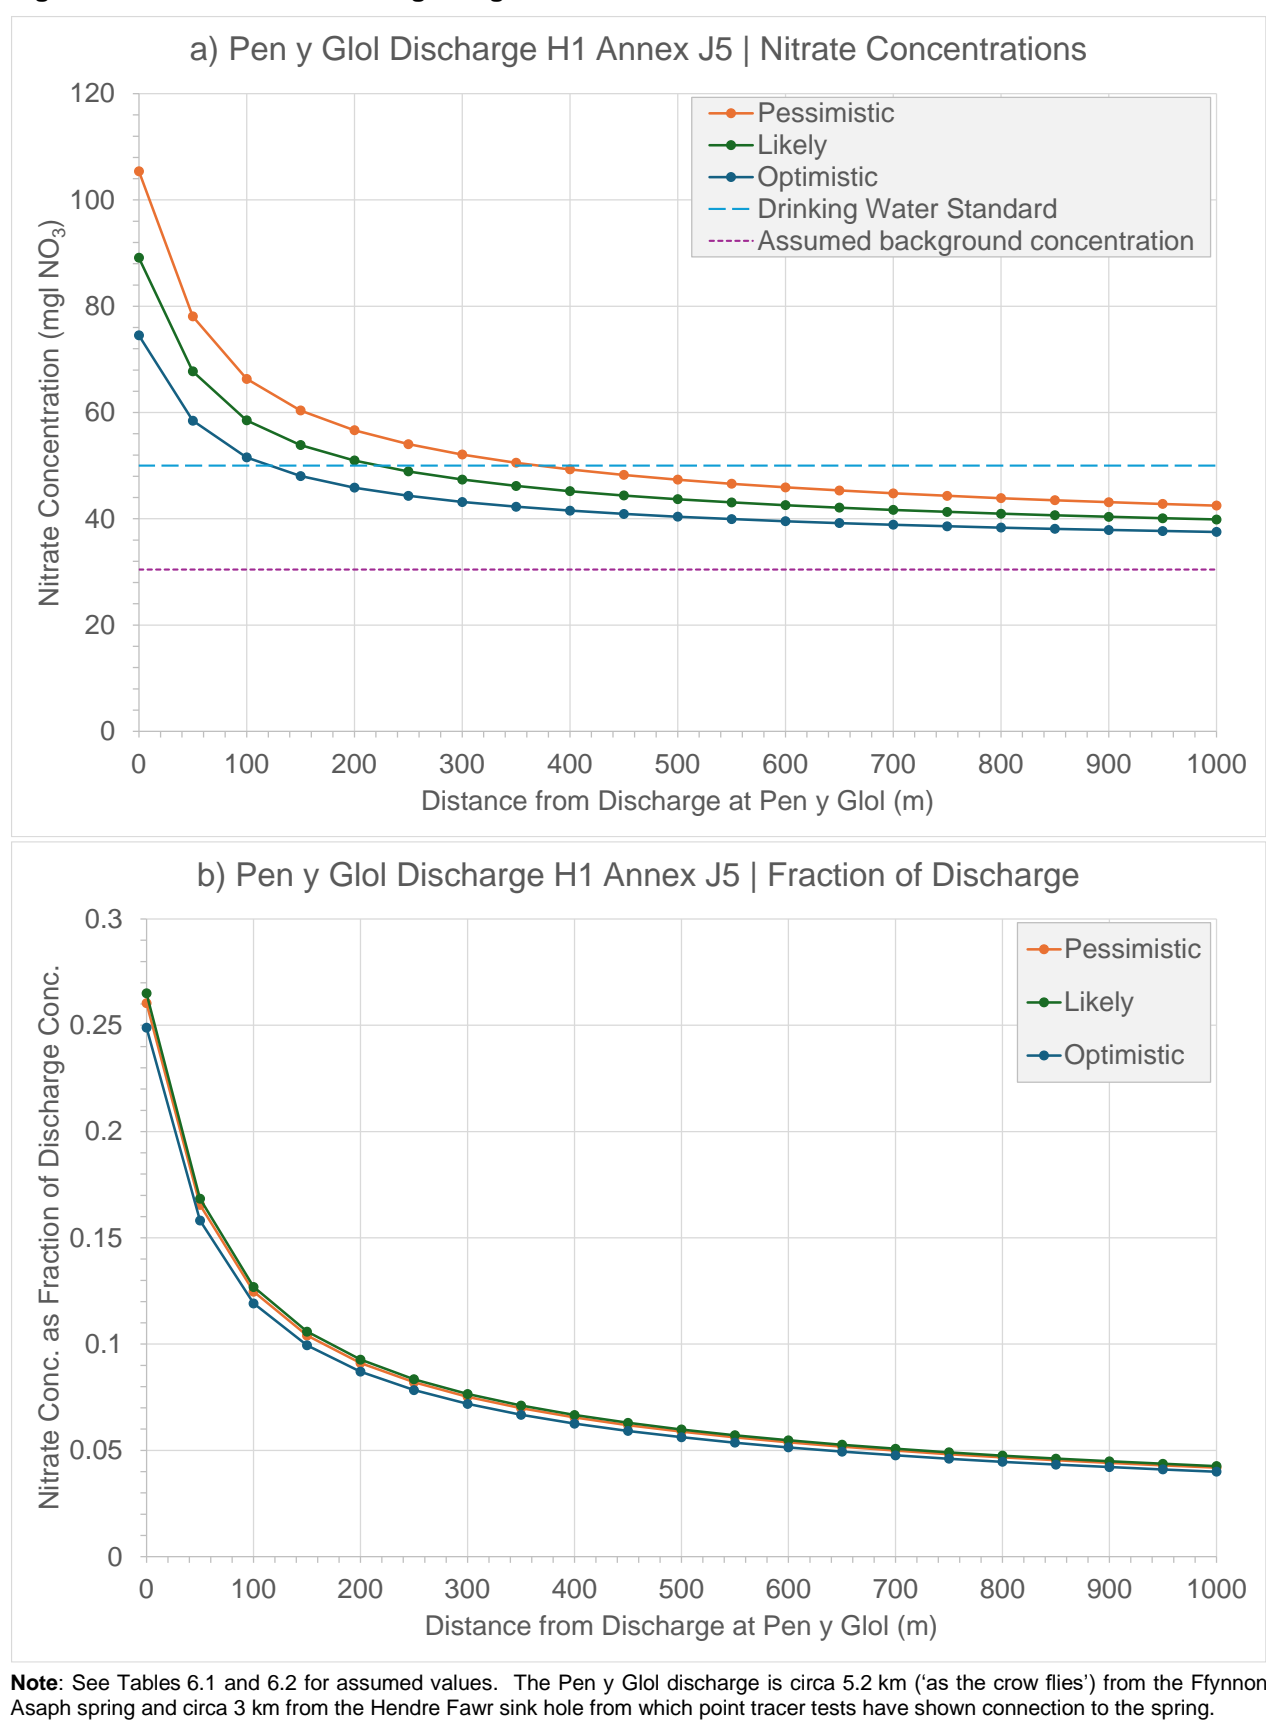 a) Pen y Glol Discharge H1 Annex J5 | Nitrate Concentrations
120
100
80
60
40
20
0
Nitrate Concentration (mgl NO3)
Pessimistic
Likely
Optimistic
Drinking Water Standard
Assumed background concentration
0 100 200 300 400 500 600 700 800 900 1000
Distance from Discharge at Pen y Glol (m)
b) Pen y Glol Discharge H1 Annex J5 | Fraction of Discharge
0.3
0.25
0.2
0.15
0.1
0.05
0
Nitrate Conc. as Fraction of Discharge Conc.
Pessimistic
Likely
Optimistic
0 100 200 300 400 500 600 700 800 900 1000
Distance from Discharge at Pen y Glol (m)
Note: See Tables 6.1 and 6.2 for assumed values. The Pen y Glol discharge is circa 5.2 km (‘as the crow flies’) from the Ffynnon
Asaph spring and circa 3 km from the Hendre Fawr sink hole from which point tracer tests have shown connection to the spring.